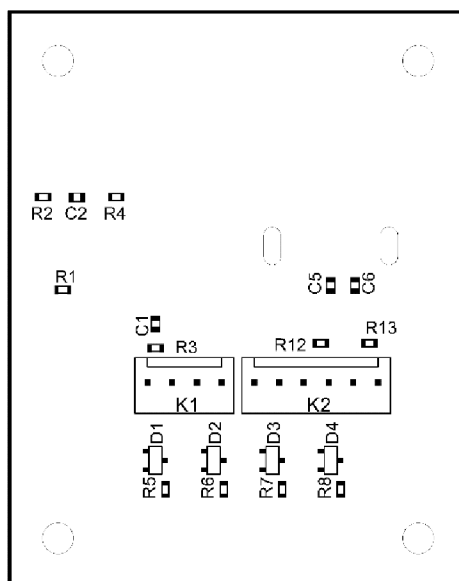 R2 C2 R4
R1
C5 C6
C1
R3
R12
R13
K1 K2
D1 D2 D3 D4
R5 R6 R7 R8